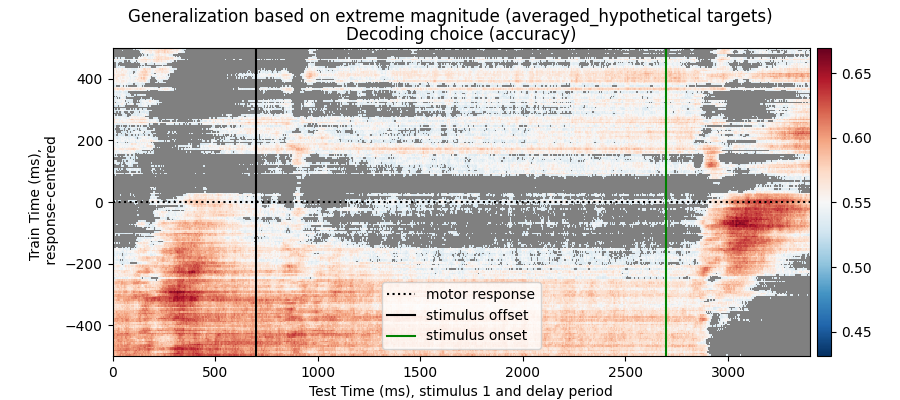 Generalization based on extreme magnitude (averaged_hypothetical targets)
Decoding choice (accuracy)
Train Time (ms),
response-centered
400
200
0
−200
−400
motor response
stimulus offset
stimulus onset
0
500
1000
1500
2000
2500
3000
Test Time (ms), stimulus 1 and delay period
0.65
0.60
0.55
0.50
0.45